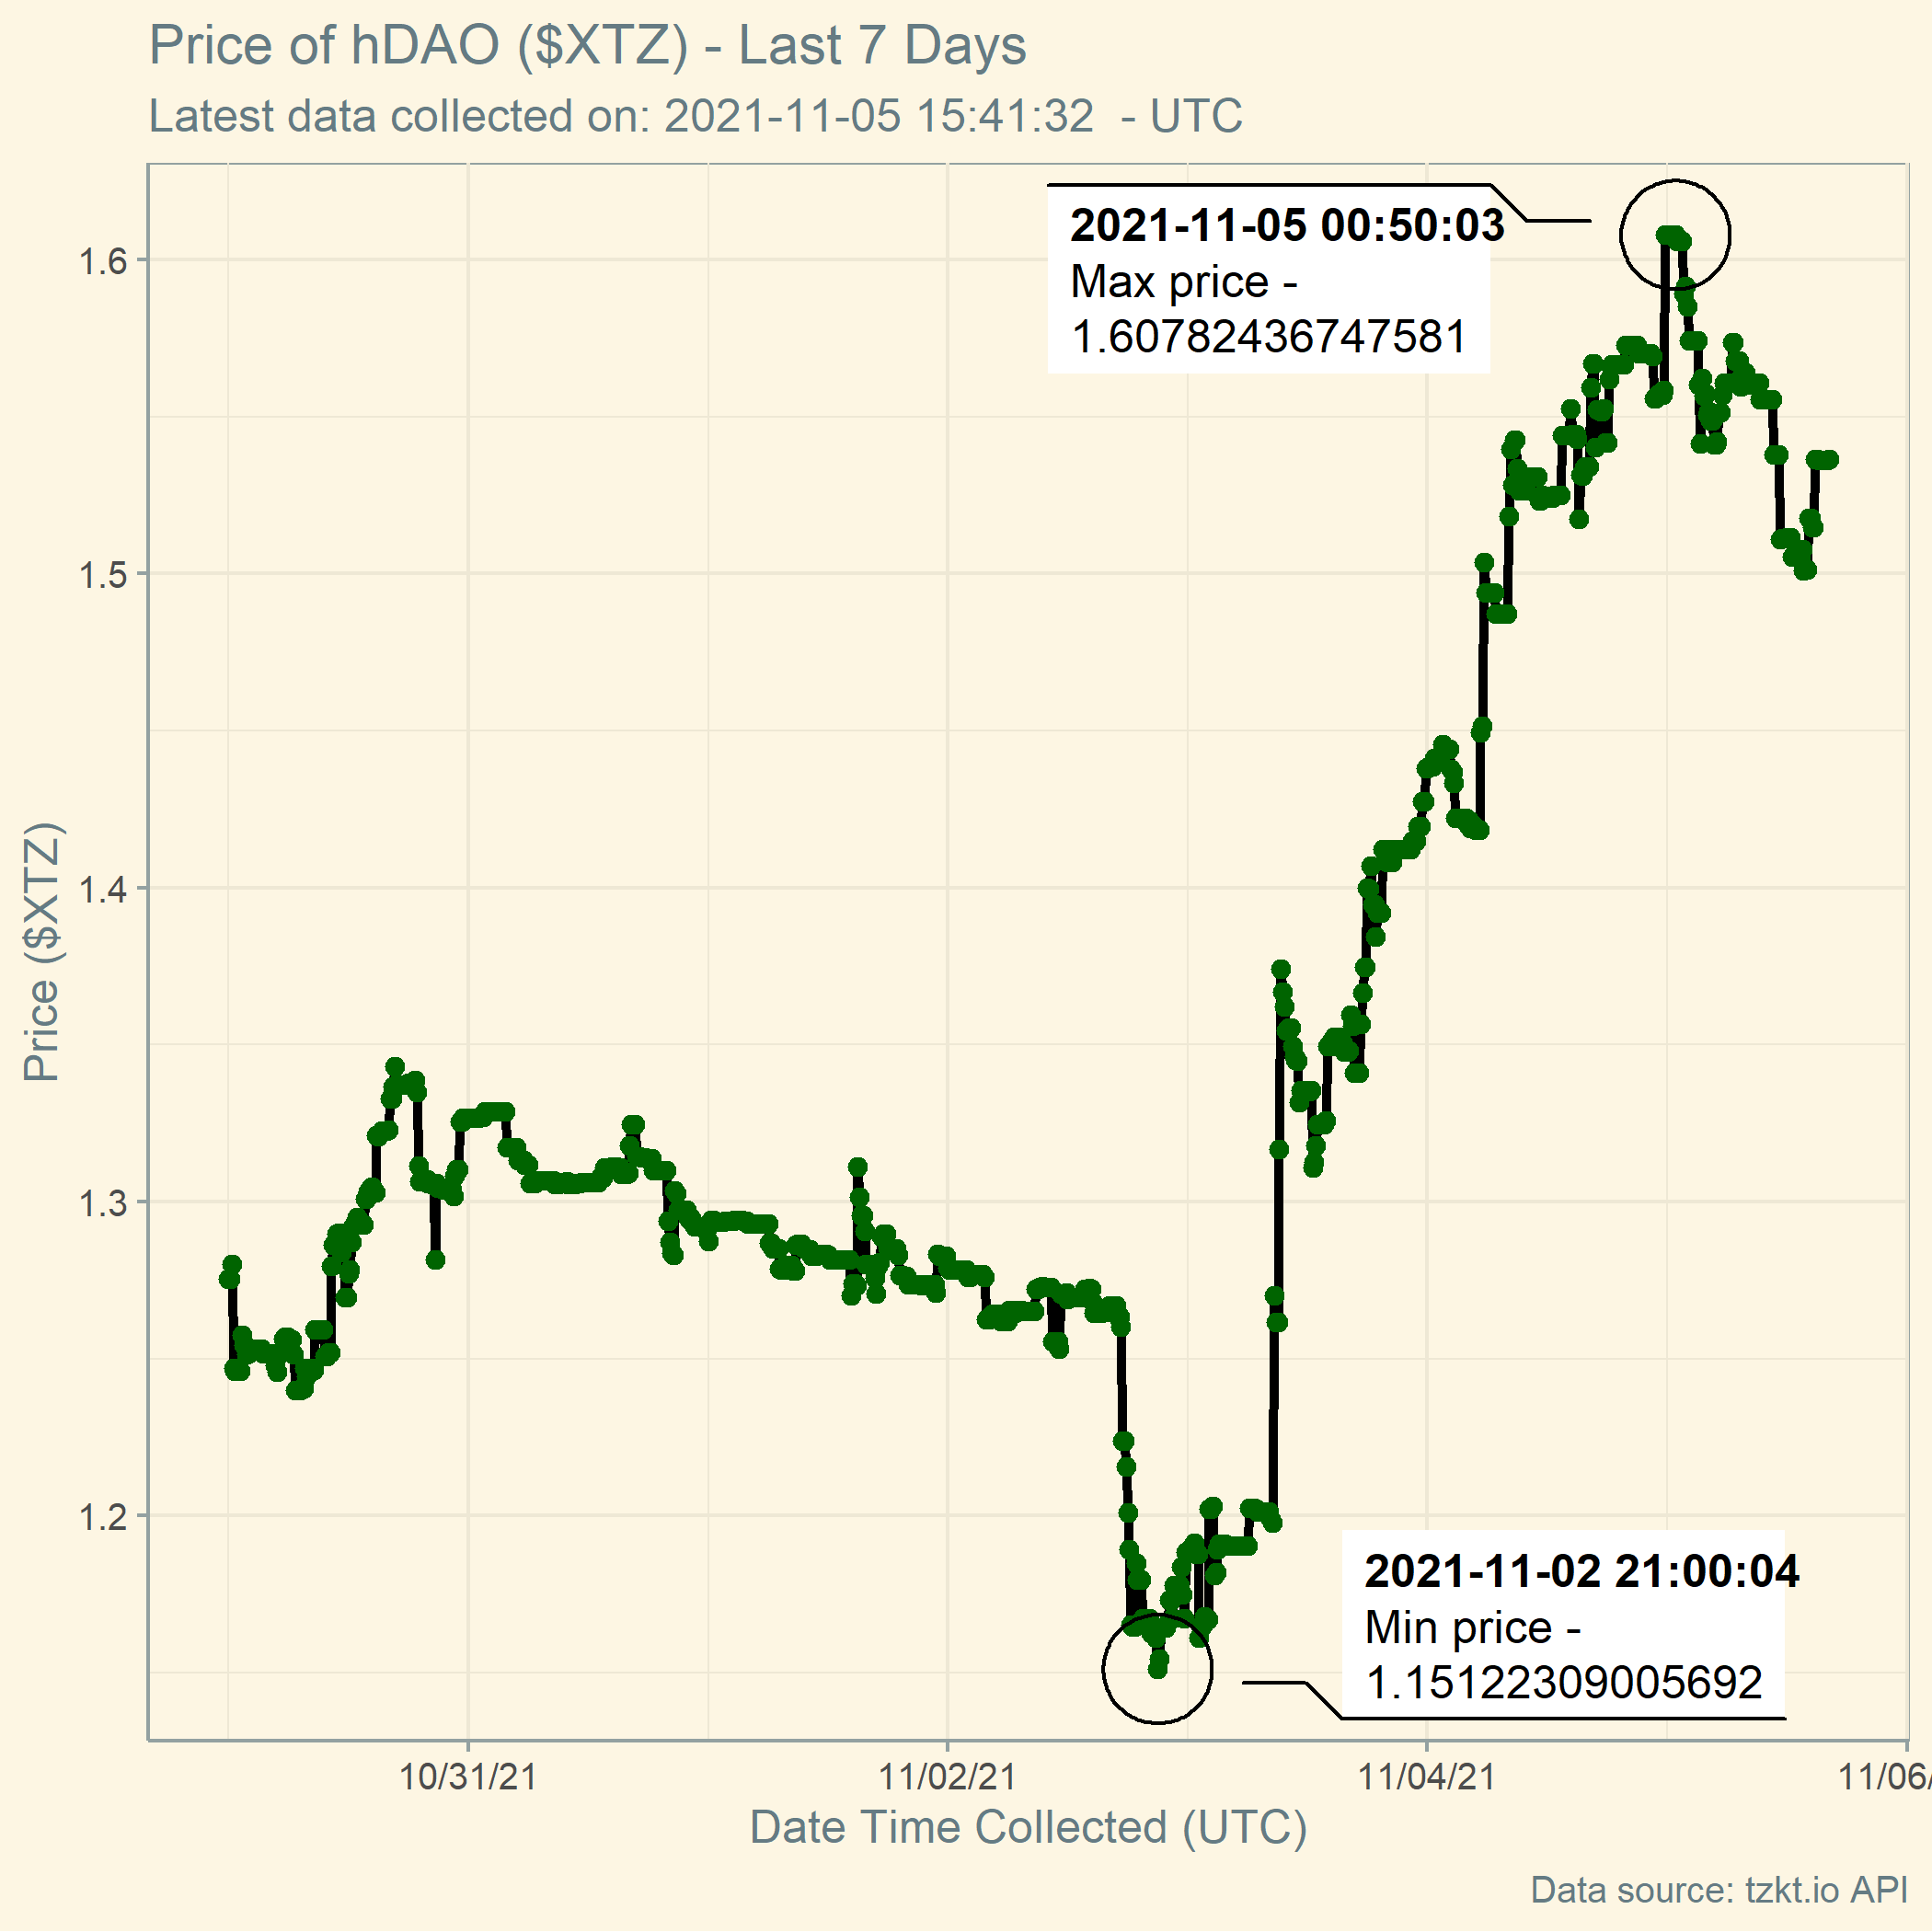 Price of hDAO ($XTZ) - Last 7 Days
Latest data collected on: 2021-11-05 15:41:32  - UTC
2021-11-05 00:50:03
Max price -
1.60782436747581
1.6
1.5
1.4
1.3
1.2
Price ($XTZ)
2021-11-02 21:00:04
Min price -
1.15122309005692
10/31/21
11/02/21
11/04/21
11/06/
Date Time Collected (UTC)
Data source: tzkt.io API